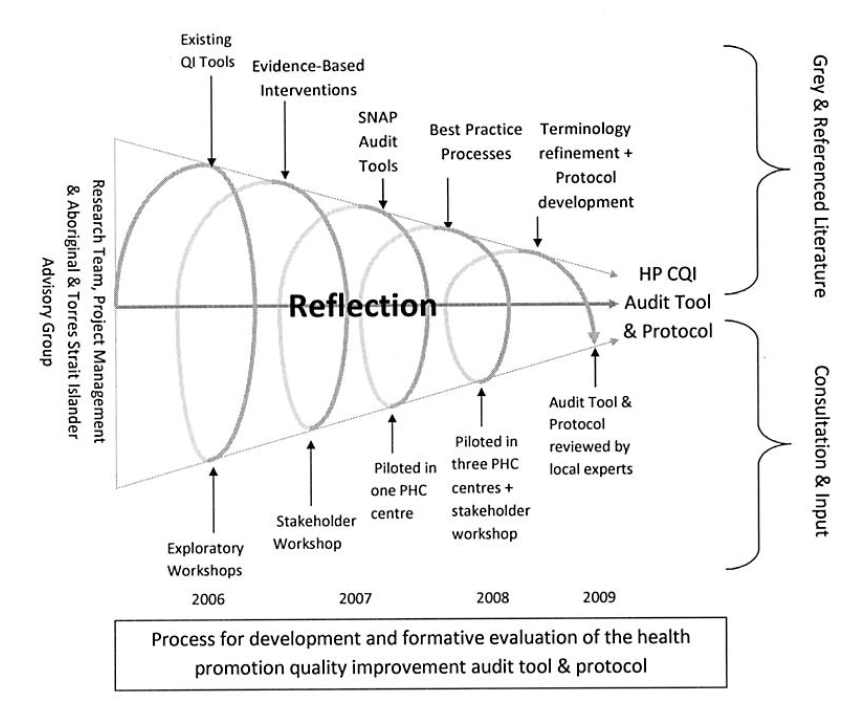 Existing
QI Tools
Evidence-Based
Interventions
SNAP
Audit
Tools
Best Practice
Processes
Terminology
refinement +
Protocol
development
Grey & Referenced Literature
Research Team, Project Management
& Aboriginal & Torres Strait Islander
Advisory Group
Reflection
HP CQI
Audit Tool
& Protocol
Consultation & Input
Exploratory
Workshops
Stakeholder
Workshop
Piloted in
one PHC
centre
Piloted in
three PHC
centres +
stakeholder
workshop
Audit Tool &
Protocol
reviewed by
local experts
2006
2007
2008
2009
Process for development and formative evaluation of the health
promotion quality improvement audit tool & protocol